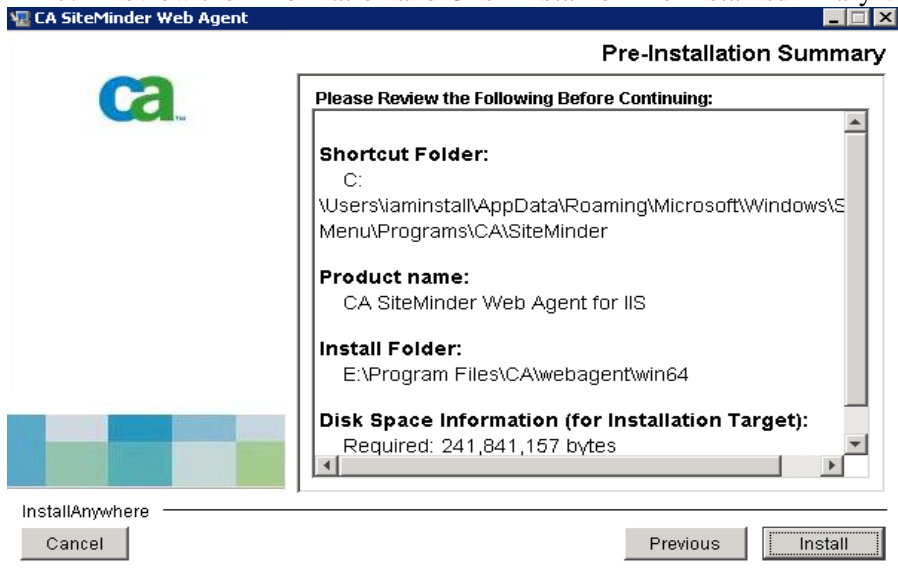 CA SiteMinder Web Agent
Pre-Installation Summary
ca
Please Review the Following Before Continuing:
Shortcut Folder:
C:
\Users\iaminstall\AppData\Roaming\Microsoft\Windows\S
Menu\Programs\CA\SiteMinder
Product name:
CA SiteMinder Web Agent for IIS
Install Folder:
E:\Program Files\CA\webagent\win64
Disk Space Information (for Installation Target):
Required: 241,841,157 bytes
InstallAnywhere
Cancel
Previous
Install